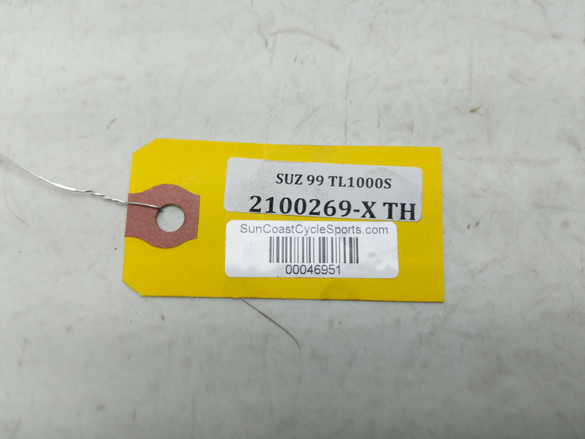 SUZ 99 TL1000S
2100269-X TH
SunCoastCycleSports.com
00046951